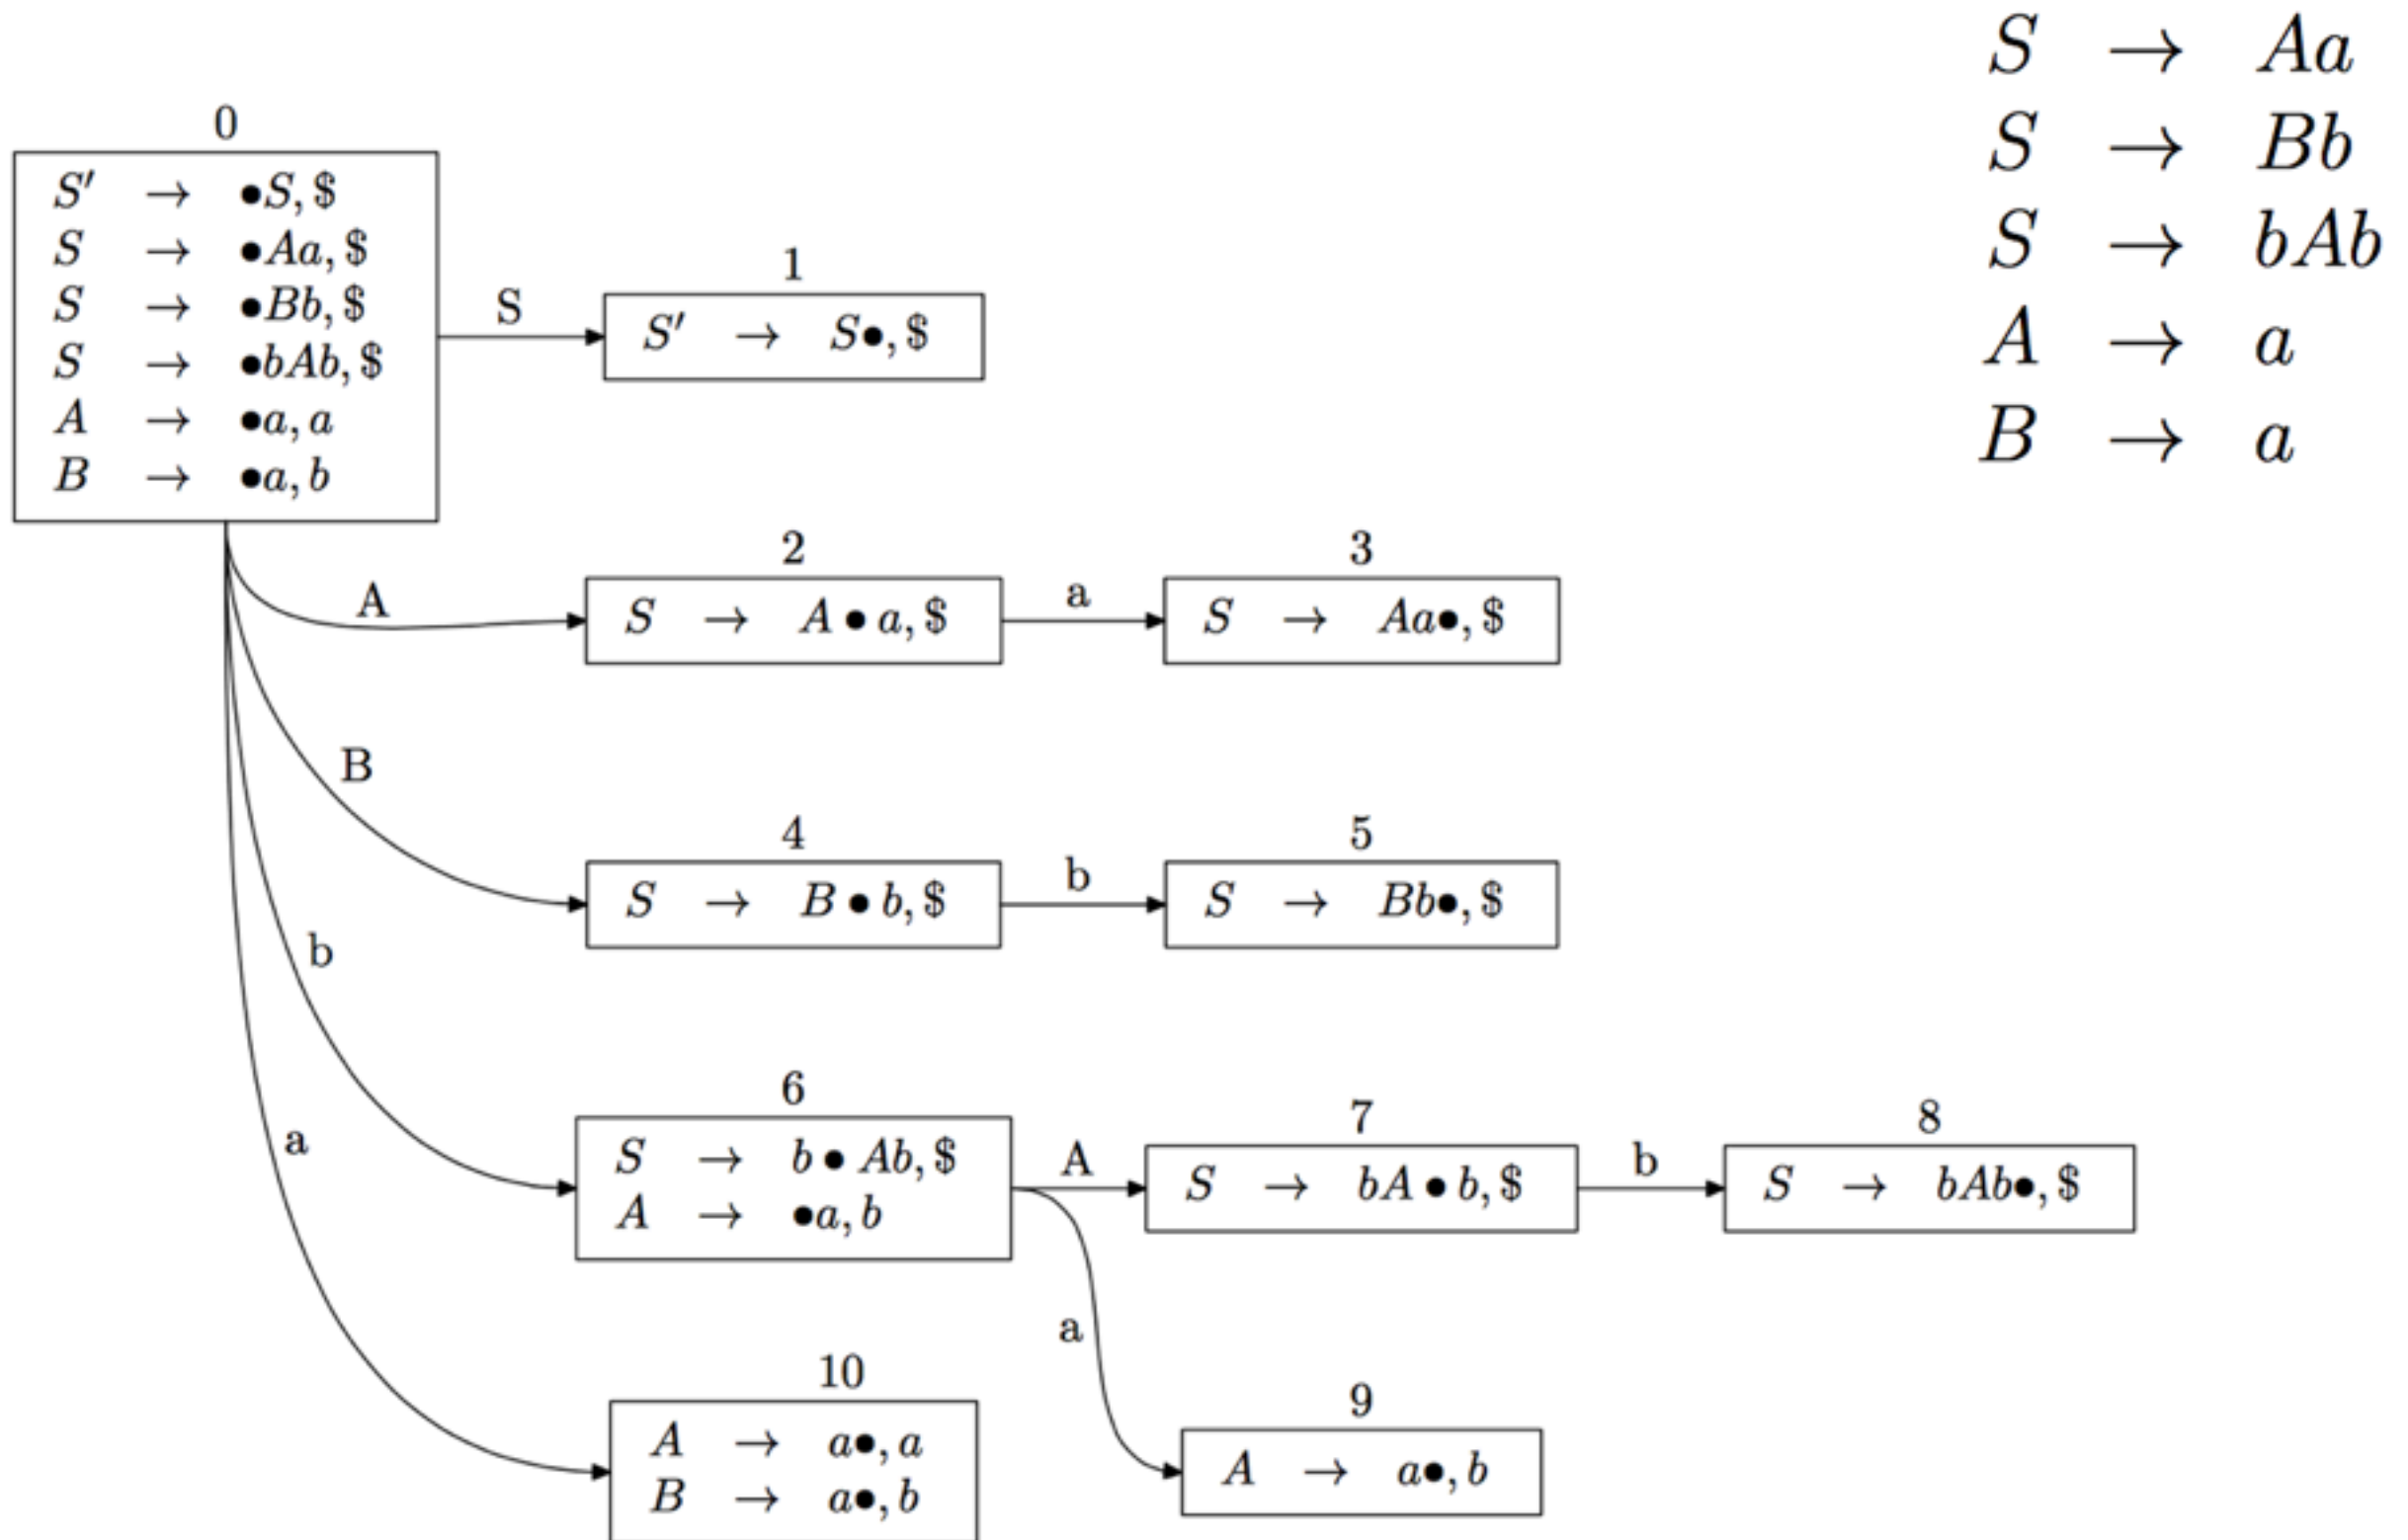 0
S′ → •S, $
S → •Aa, $
S → •Bb, $
S → •bAb, $
A → •a, a
B → •a, b
S
1
S′ → S•, $
A
2
S → A • a, $
a
3
S → Aa•, $
B
4
S → B • b, $
b
5
S → Bb•, $
b
6
S → b • Ab, $
A → •a, b
A
7
S → bA • b, $
b
8
S → bAb•, $
a
9
A → a•, b
a
10
A → a•, a
B → a•, b
S → Aa
S → Bb
S → bAb
A → a
B → a